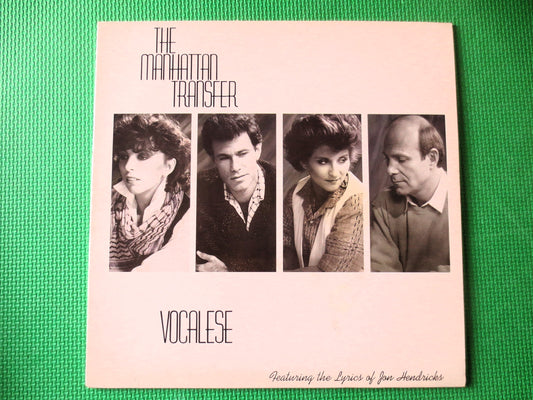 THE
MANHATTAN
TRANSFER
VOCALESE
Featuring the Lyrics of Jon Hendricks